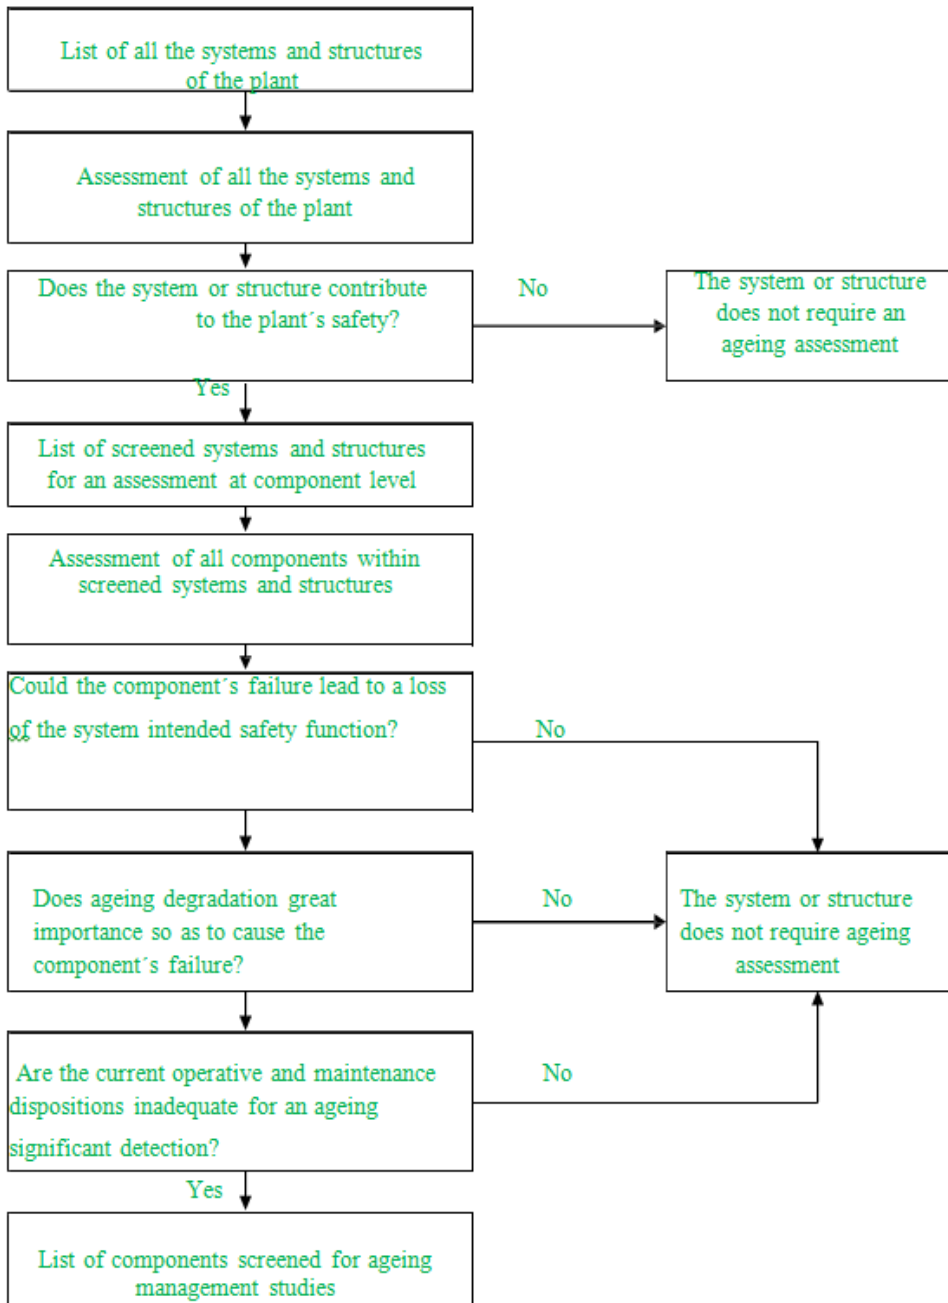 List of all the systems and structures
of the plant
Assessment of all the systems and
structures of the plant
Does the system or structure contribute
to the plant´s safety?
No
The system or structure
does not require an
ageing assessment
Yes
List of screened systems and structures
for an assessment at component level
Assessment of all components within
screened systems and structures
Could the component´s failure lead to a loss
of the system intended safety function?
No
Does ageing degradation great
importance so as to cause the
component´s failure?
No
The system or structure
does not require ageing
assessment
Are the current operative and maintenance
dispositions inadequate for an ageing
significant detection?
No
Yes
List of components screened for ageing
management studies